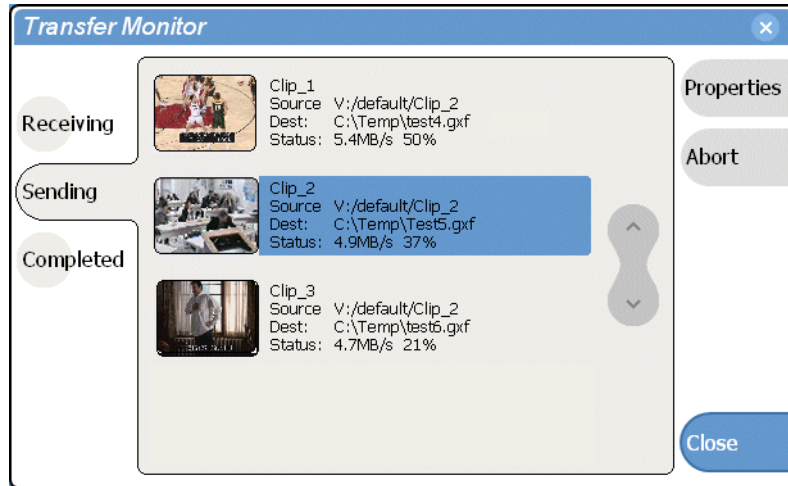 Transfer Monitor
Receiving
Sending
Completed
Clip_1
Source V:/default/Clip_2
Dest: C:\Temp\test4.gxf
Status: 5.4MB/s 50%
Clip_2
Source V:/default/Clip_2
Dest: C:\Temp\Test5.gxf
Status: 4.9MB/s 37%
Clip_3
Source V:/default/Clip_2
Dest: C:\Temp\test6.gxf
Status: 4.7MB/s 21%
Properties
Abort
Close